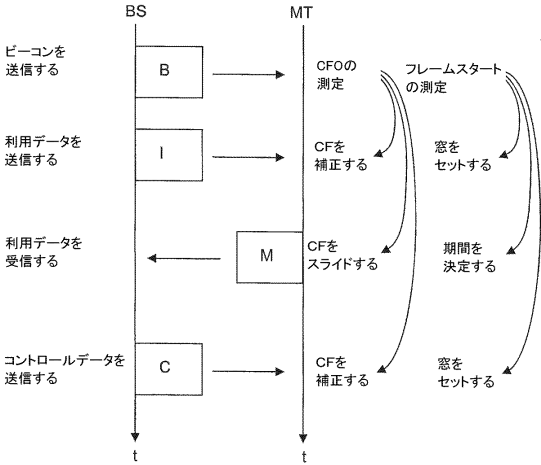 BS
MT
ビーコンを
送信する
B
CFOの
測定
フレームスタート
の測定
利用データを
送信する
I
CFを
補正する
窓を
セットする
利用データを
受信する
M
CFを
スライドする
期間を
決定する
コントロールデータを
送信する
C
CFを
補正する
窓を
セットする
t
t